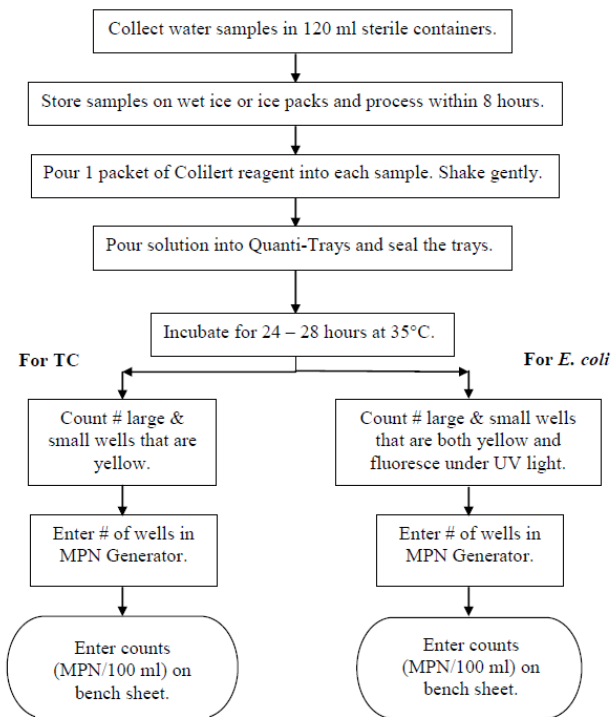 Collect water samples in 120 ml sterile containers.
Store samples on wet ice or ice packs and process within 8 hours.
Pour 1 packet of Colilert reagent into each sample. Shake gently.
Pour solution into Quanti-Trays and seal the trays.
Incubate for 24 – 28 hours at 35°C.
For TC
For E. coli
Count # large &
small wells that are
yellow.
Count # large & small wells
that are both yellow and
fluoresce under UV light.
Enter # of wells in
MPN Generator.
Enter # of wells in
MPN Generator.
Enter counts
(MPN/100 ml) on
bench sheet.
Enter counts
(MPN/100 ml) on
bench sheet.